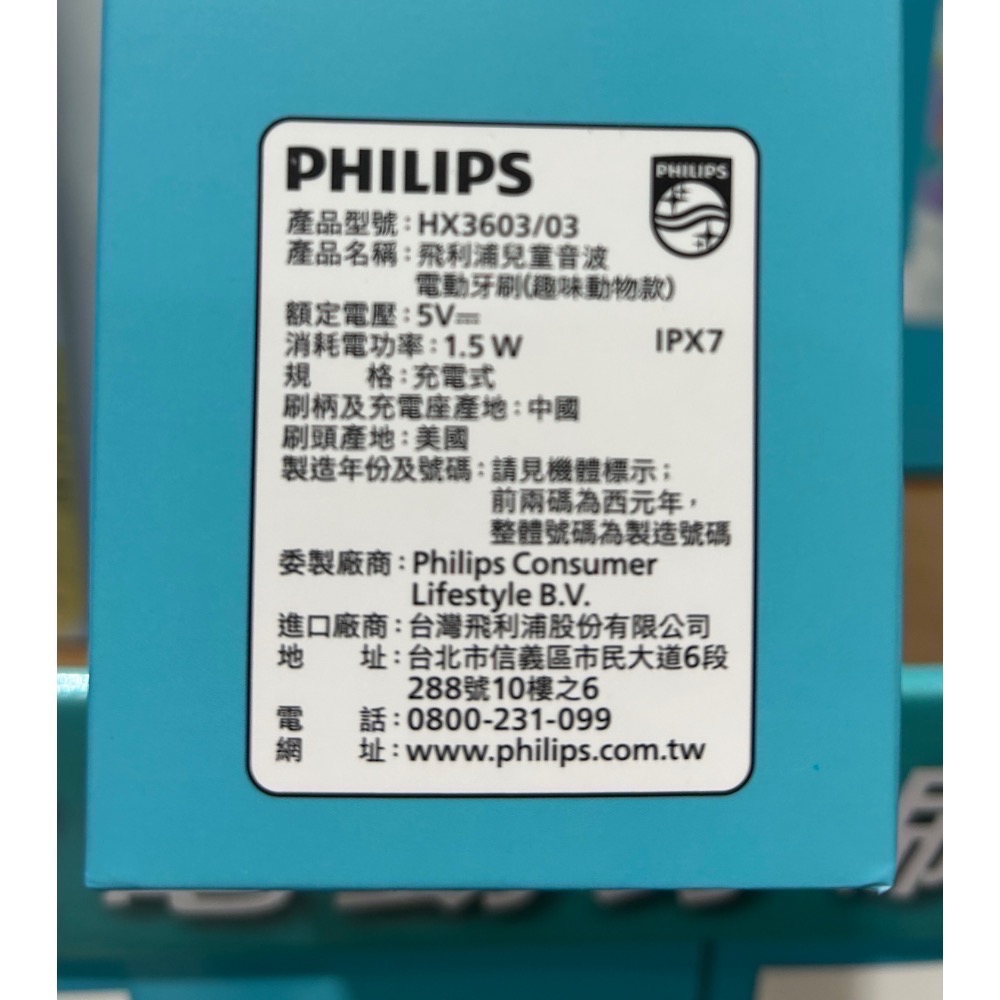 PHILIPS
PHILIPS
產品型號：HX3603/03
產品名稱：飛利浦兒童音波
電動牙刷(趣味動物款)
額定電壓：5V⎓
消耗電功率：1.5 W
IPX7
規 格：充電式
刷柄及充電座產地：中國
刷頭產地：美國
製造年份及號碼：請見機體標示；
前兩碼為西元年，
整體號碼為製造號碼
委製廠商：Philips Consumer
Lifestyle B.V.
進口廠商：台灣飛利浦股份有限公司
地 址：台北市信義區市民大道6段
288號10樓之6
電 話：0800-231-099
網 址：www.philips.com.tw